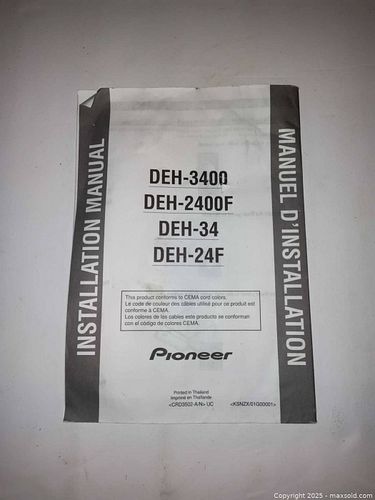 INSTALLATION MANUAL
MANUEL D'INSTALLATION
DEH-3400
DEH-2400F
DEH-34
DEH-24F
This product conforms to CEMA cord colors.
Le code de couleur des câbles utilisé pour ce produit est
conforme à CEMA.
Los colores de los cables este producto se conforman
con el código de colores CEMA.
Pioneer
Printed in Thailand
Imprimé en Thaïlande
<CRD3502-A/N> UC
<KSNZX/01G00001>
Copyright 2025 - maxsold.com